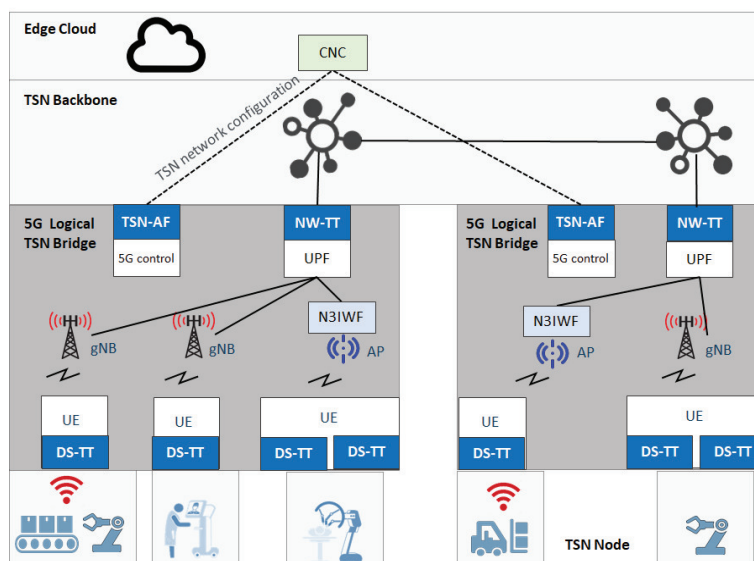 Edge Cloud
CNC
TSN Backbone
TSN network configuration
5G Logical
TSN Bridge
TSN-AF
5G control
NW-TT
UPF
gNB
gNB
N3IWF
AP
UE
DS-TT
UE
DS-TT
UE
DS-TT
DS-TT
5G Logical
TSN Bridge
TSN-AF
5G control
NW-TT
UPF
N3IWF
AP
gNB
UE
DS-TT
UE
DS-TT
DS-TT
TSN Node